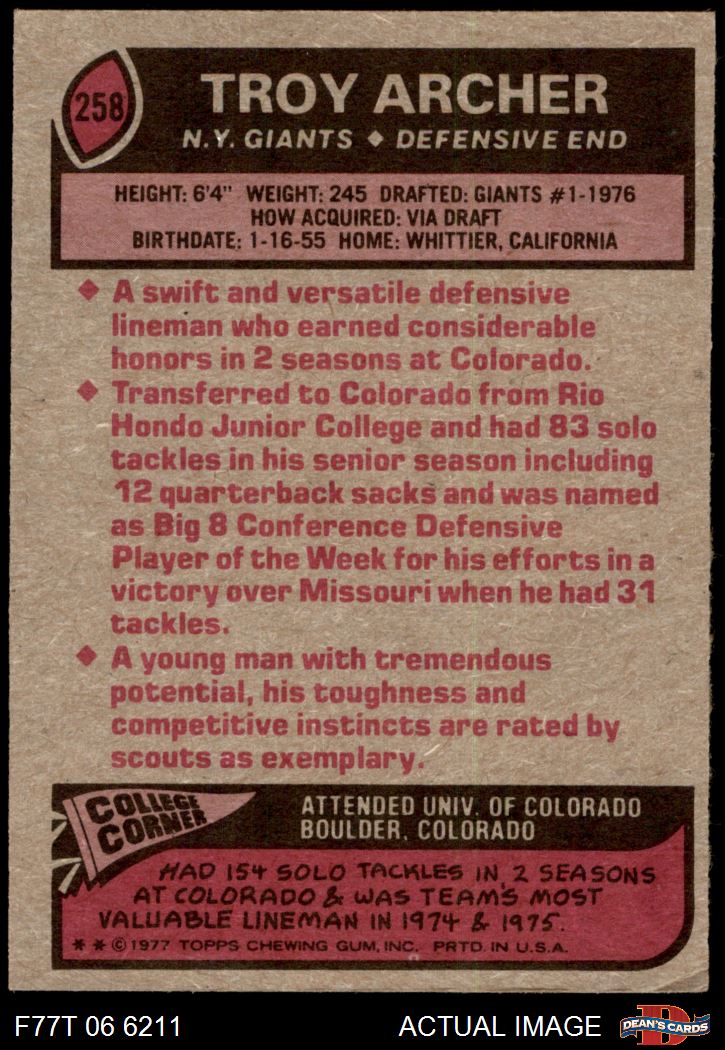 258
TROY ARCHER
N.Y. GIANTS ◆ DEFENSIVE END
HEIGHT: 6'4" WEIGHT: 245 DRAFTED: GIANTS #1-1976
HOW ACQUIRED: VIA DRAFT
BIRTHDATE: 1-16-55 HOME: WHITTIER, CALIFORNIA
◆ A swift and versatile defensive
lineman who earned considerable
honors in 2 seasons at Colorado.
◆ Transferred to Colorado from Rio
Hondo Junior College and had 83 solo
tackles in his senior season including
12 quarterback sacks and was named
as Big 8 Conference Defensive
Player of the Week for his efforts in a
victory over Missouri when he had 31
tackles.
◆ A young man with tremendous
potential, his toughness and
competitive instincts are rated by
scouts as exemplary.
COLLEGE
CORNER
ATTENDED UNIV. OF COLORADO
BOULDER, COLORADO
HAD 154 SOLO TACKLES IN 2 SEASONS
AT COLORADO & WAS TEAM'S MOST
VALUABLE LINEMAN IN 1974 & 1975.
* * © 1977 TOPPS CHEWING GUM, INC. PRTD. IN U.S.A.
F77T 06 6211
ACTUAL IMAGE
D
DEAN'S CARDS